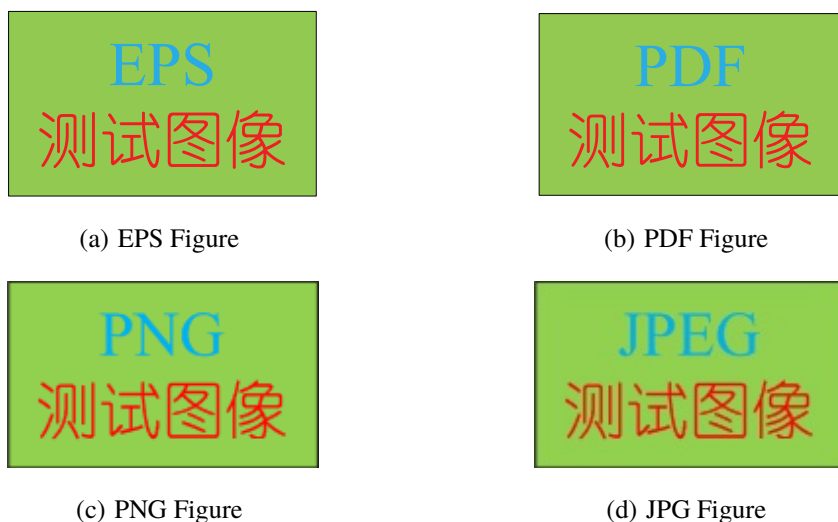 EPS
测试图像
(a) EPS Figure
PDF
测试图像
(b) PDF Figure
PNG
测试图像
(c) PNG Figure
JPEG
测试图像
(d) JPG Figure